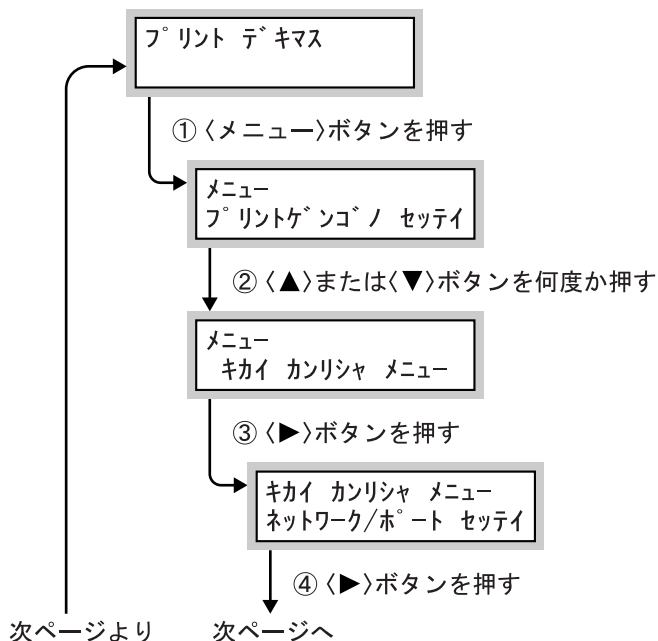 プリント デキマス
①〈メニュー〉ボタンを押す
メニュー
プリントゲンゴノ セッテイ
②〈▲〉または〈▼〉ボタンを何度か押す
メニュー
キカイ カンリシャ メニュー
③〈▶〉ボタンを押す
キカイ カンリシャ メニュー
ネットワーク/ポート セッテイ
④〈▶〉ボタンを押す
次ページより 次ページへ